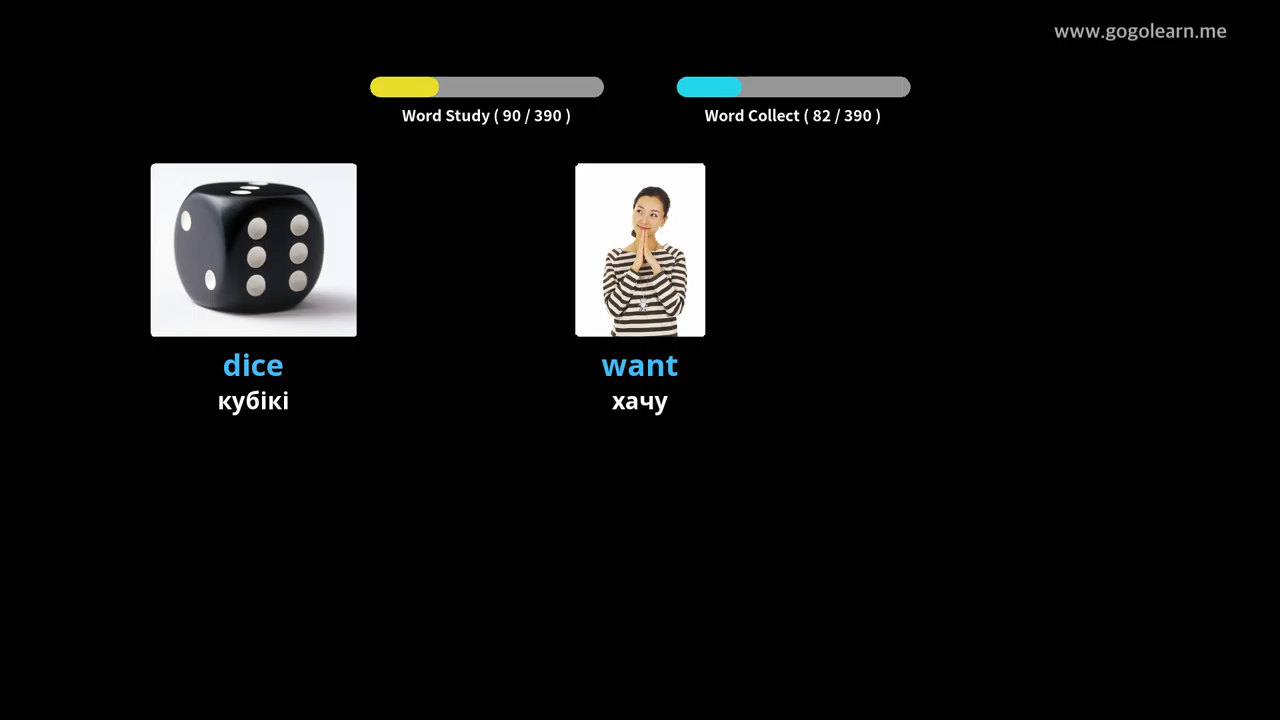 www.gogolearn.me
Word Study ( 90 / 390 )
Word Collect ( 82 / 390 )
dice
кубікі
want
хачу